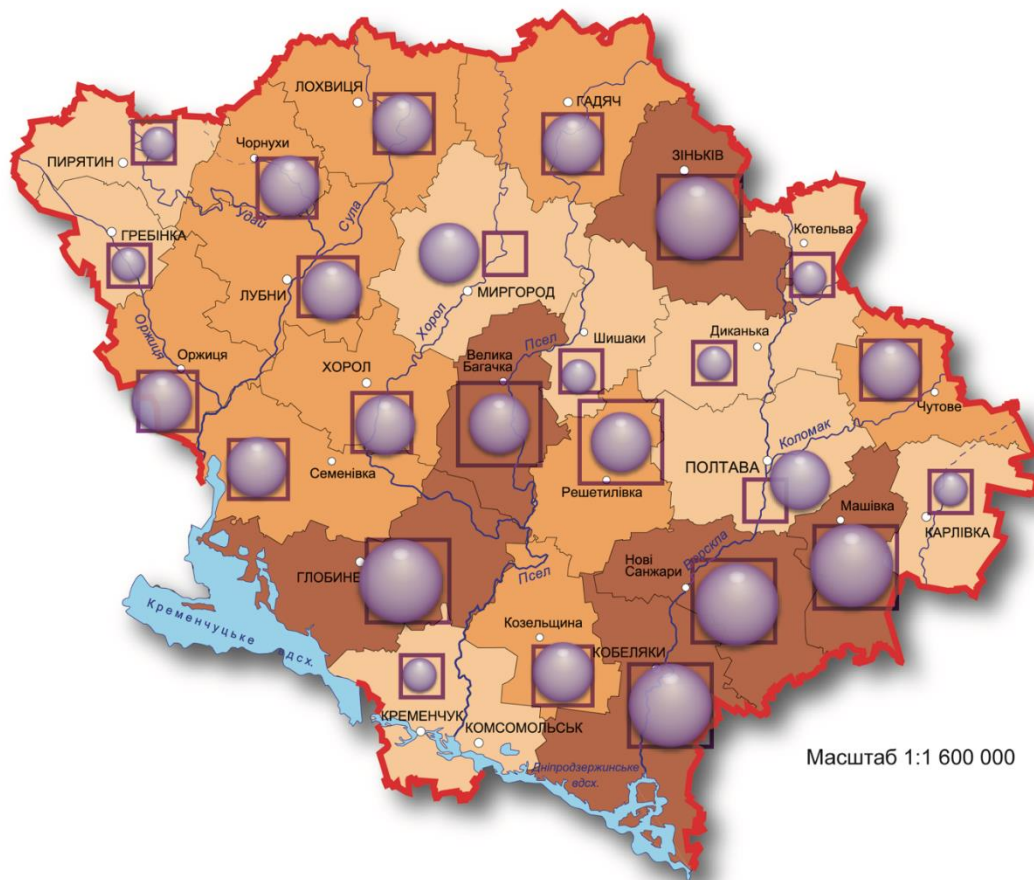 ЛОХВИЦЯ
ГАДЯЧ
Чорнухи
ПИРЯТИН
ЗІНЬКІВ
Удай
Сула
ГРЕБІНКА
Котельва
ЛУБНИ
МИРГОРОД
Хорол
Оржиця
Оржиця
Псел
Шишаки
Диканька
Велика
Багачка
ХОРОЛ
Чутове
Коломак
Семенівка
ПОЛТАВА
Решетилівка
Машівка
КАРЛІВКА
Ворскла
Нові
Санжари
ГЛОБИНЕ
Псел
Кременчуцьке
вдсх.
Козельщина
КОБЕЛЯКИ
КРЕМЕНЧУК
КОМСОМОЛЬСЬК
Дніпродзержинське
вдсх.
Масштаб 1:1 600 000